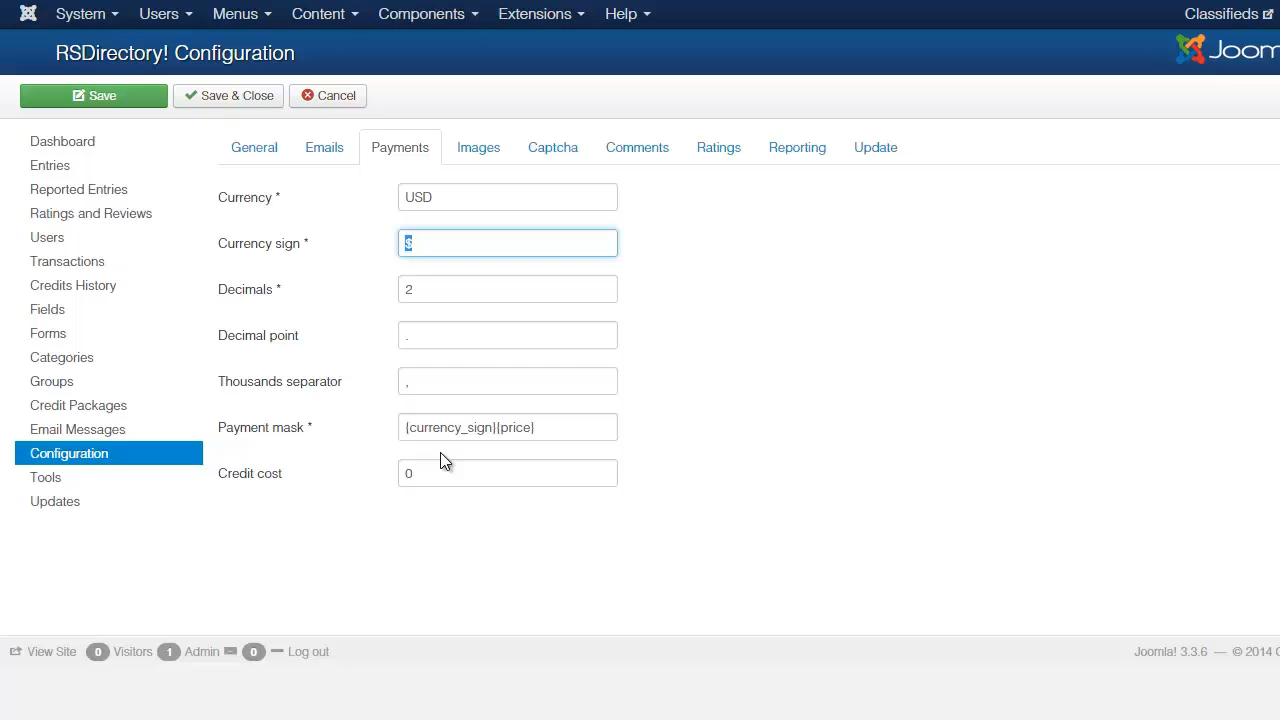 System Users Menus Content Components Extensions Help Classifieds
RSDirectory! Configuration
Save Save & Close Cancel
Dashboard
Entries
Reported Entries
Ratings and Reviews
Users
Transactions
Credits History
Fields
Forms
Categories
Groups
Credit Packages
Email Messages
Configuration
Tools
Updates
General Emails Payments Images Captcha Comments Ratings Reporting Update
Currency * USD
Currency sign * $
Decimals * 2
Decimal point .
Thousands separator ,
Payment mask * {currency_sign}{price}
Credit cost 0
View Site 0 Visitors 1 Admin 0 Log out
Joomla! 3.3.6 — © 2014